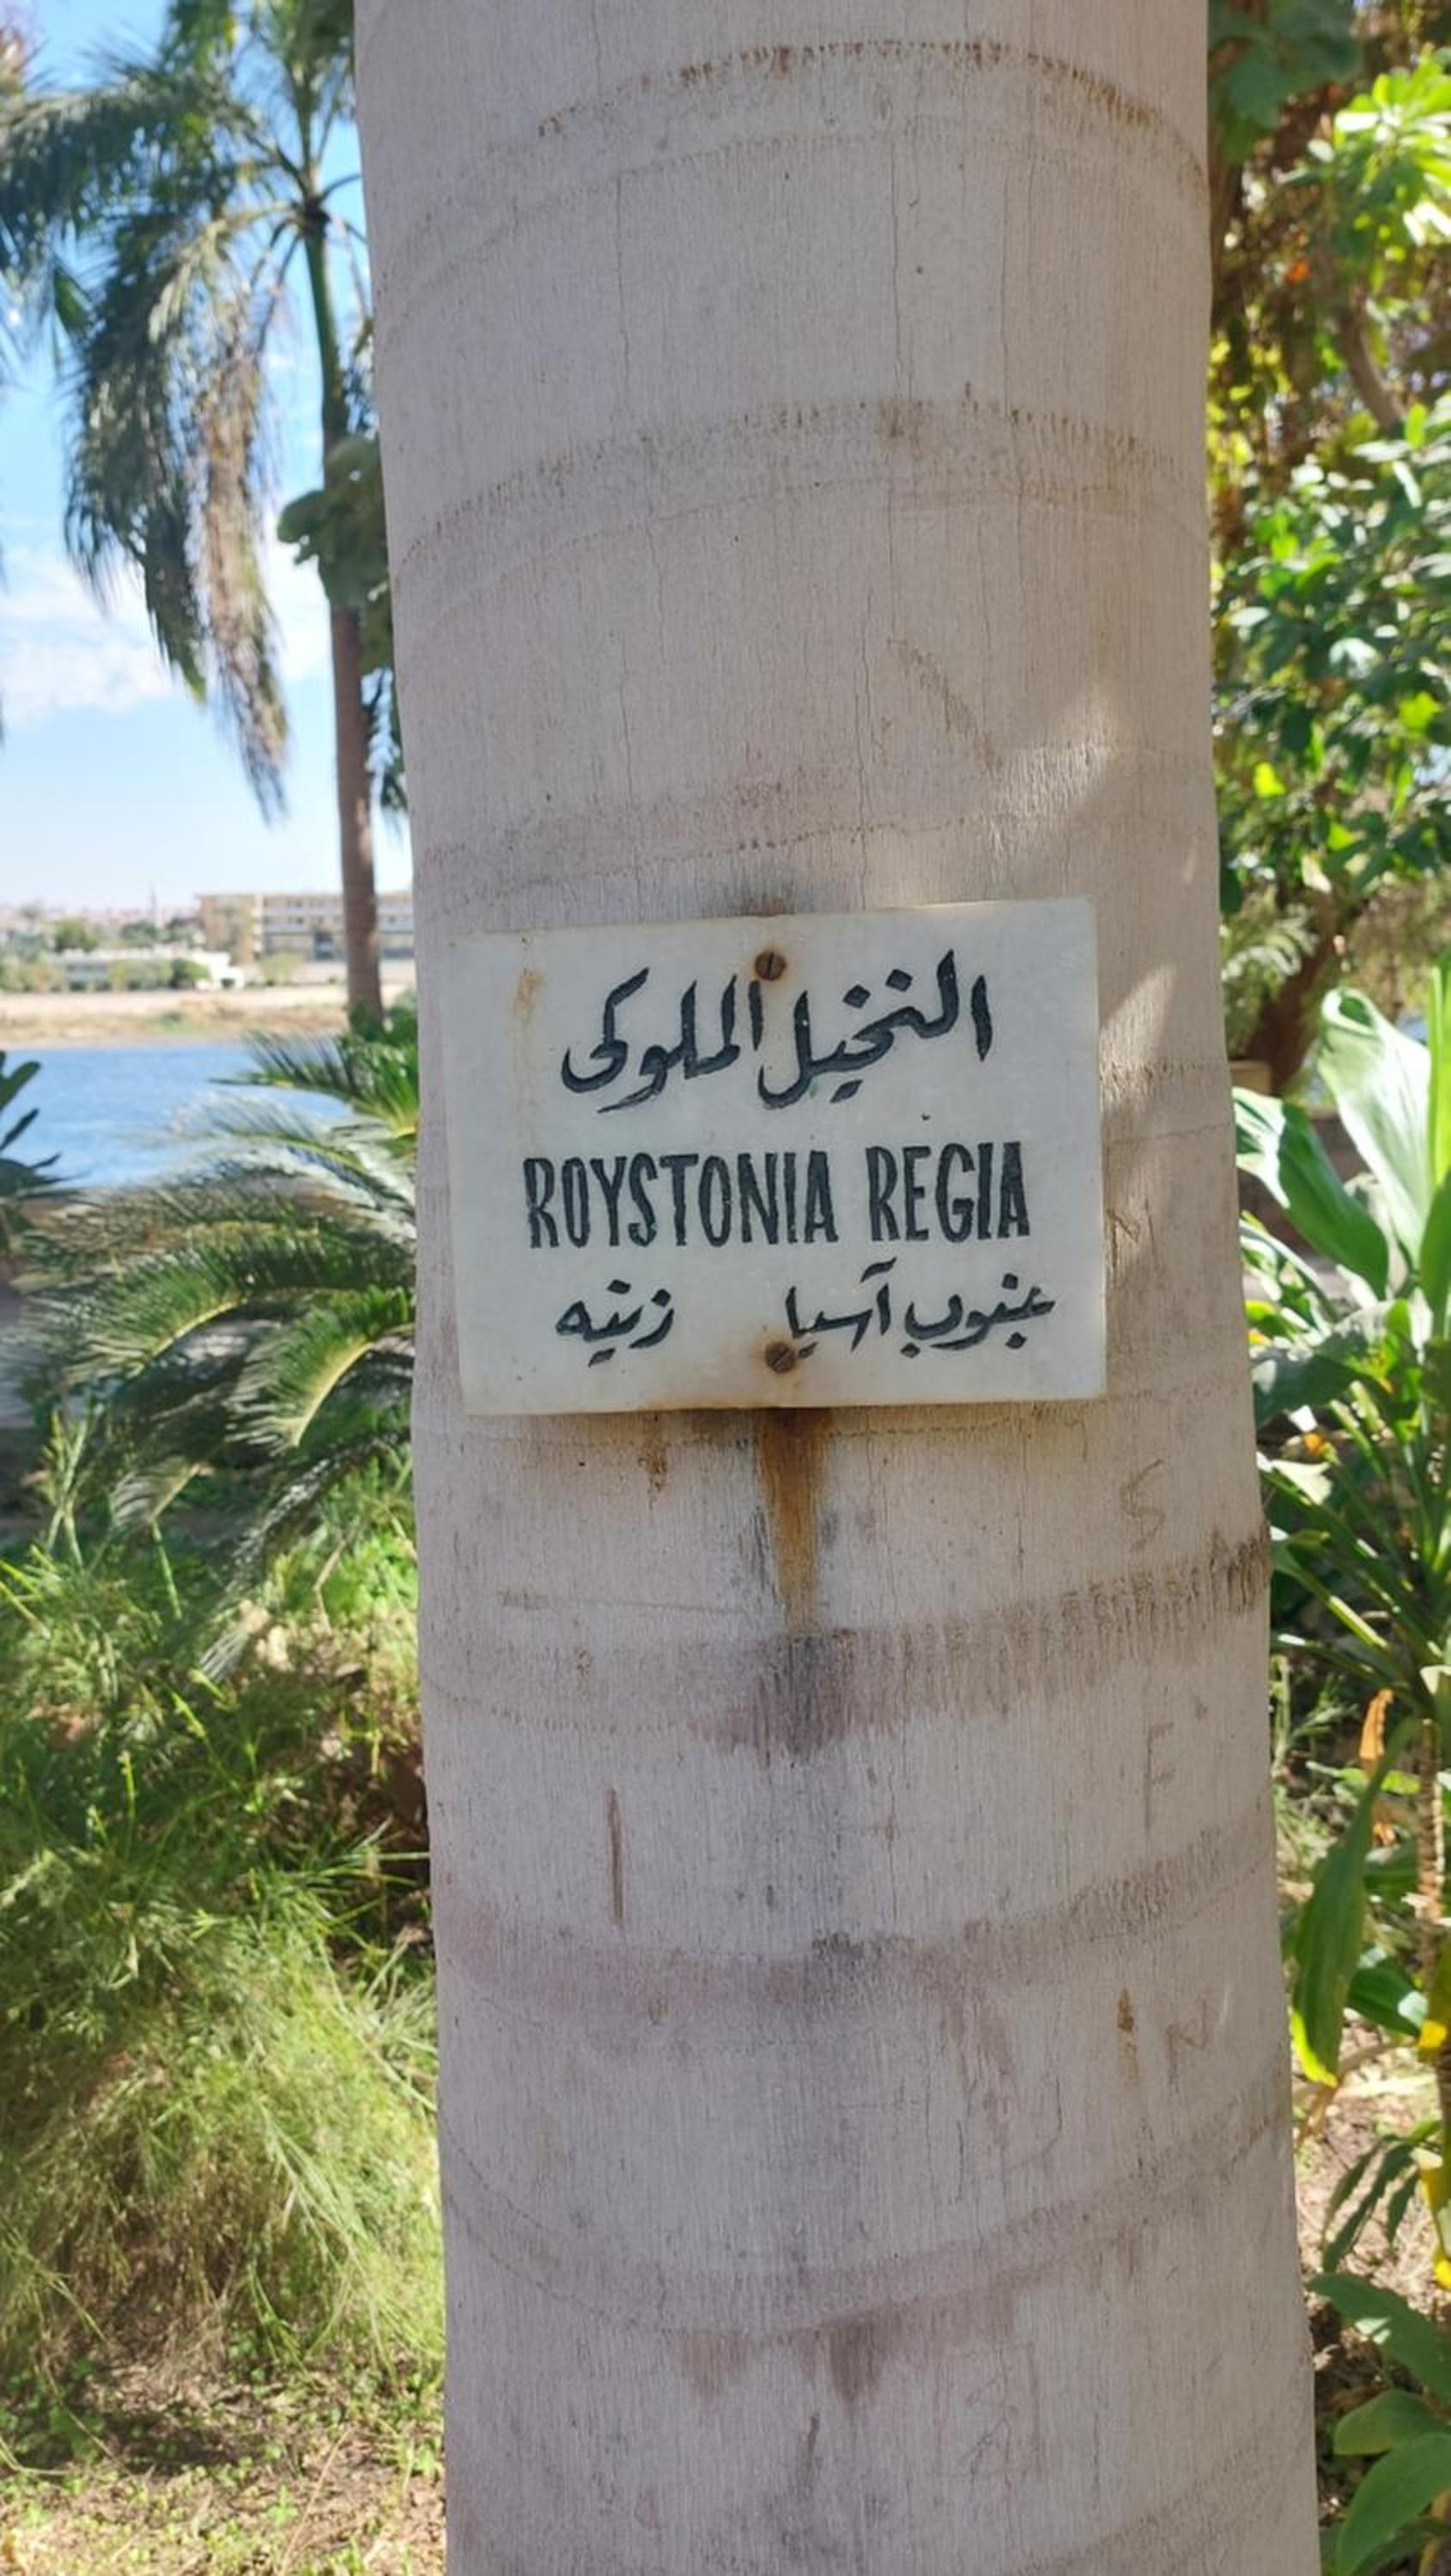 النخيل الملوكى
ROYSTONIA REGIA
جنوب آسيا زينه